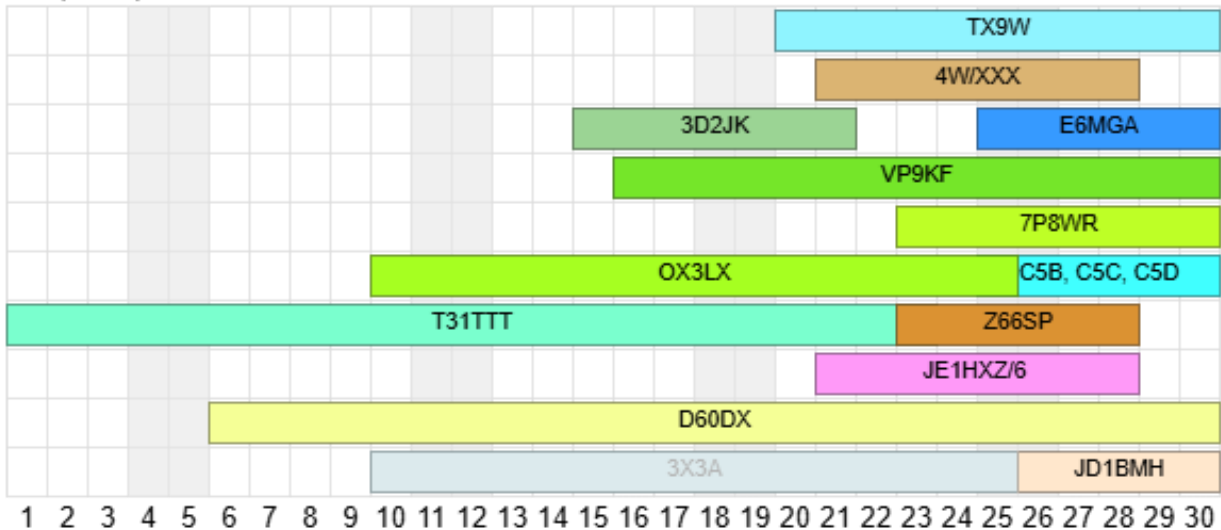 TX9W
4W/XXX
3D2JK E6MGA
VP9KF
7P8WR
OX3LX C5B, C5C, C5D
T31TTT Z66SP
JE1HXZ/6
D60DX
3X3A JD1BMH
1 2 3 4 5 6 7 8 9 10 11 12 13 14 15 16 17 18 19 20 21 22 23 24 25 26 27 28 29 30